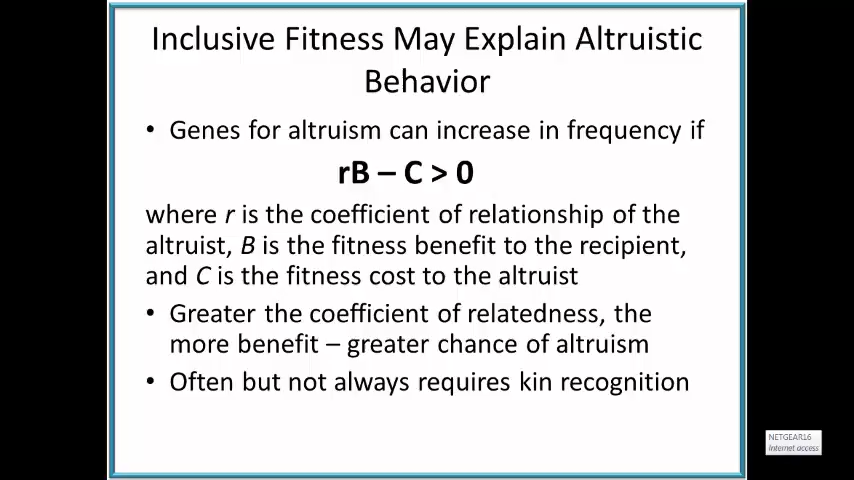 Inclusive Fitness May Explain Altruistic
Behavior
• Genes for altruism can increase in frequency if
rB – C > 0
where r is the coefficient of relationship of the
altruist, B is the fitness benefit to the recipient,
and C is the fitness cost to the altruist
• Greater the coefficient of relatedness, the
more benefit – greater chance of altruism
• Often but not always requires kin recognition
NETGEAR16
Internet access